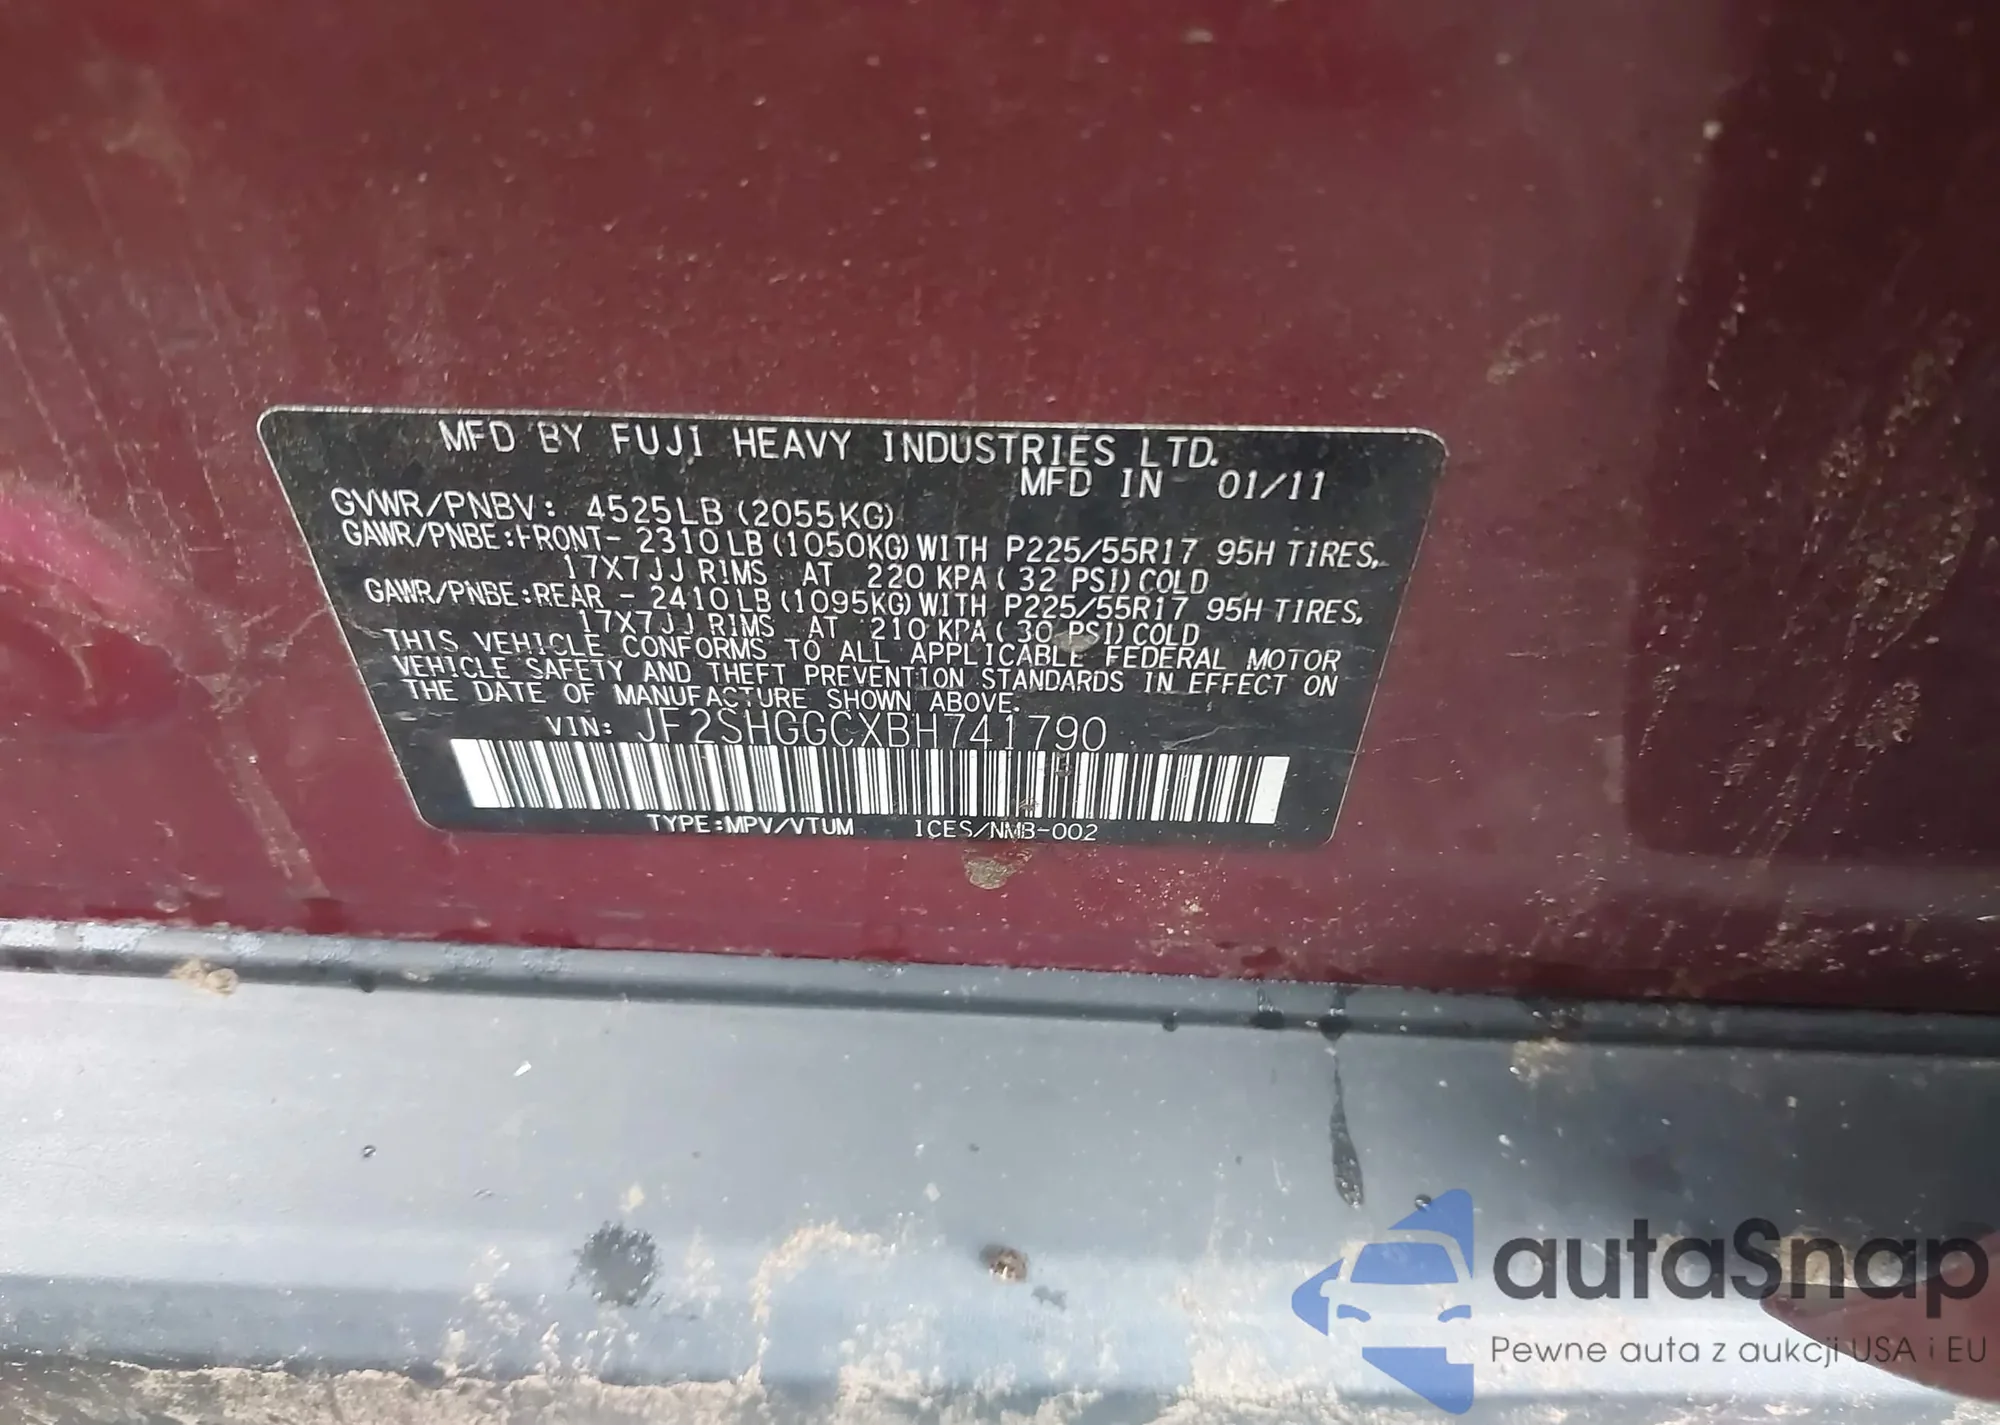 MFD BY FUJI HEAVY INDUSTRIES LTD.
MFD IN 01/11
GVWR/PNBV: 4525LB (2055KG)
GAWR/PNBE:FRONT- 2310LB (1050KG) WITH P225/55R17 95H TIRES,
17X7JJ RIMS AT 220 KPA ( 32 PSI) COLD
GAWR/PNBE:REAR - 2410LB (1095KG) WITH P225/55R17 95H TIRES,
17X7JJ RIMS AT 210 KPA ( 30 PSI) COLD
THIS VEHICLE CONFORMS TO ALL APPLICABLE FEDERAL MOTOR
VEHICLE SAFETY AND THEFT PREVENTION STANDARDS IN EFFECT ON
THE DATE OF MANUFACTURE SHOWN ABOVE.
VIN: JF2SHGGCXBH741790
TYPE:MPV/VTUM ICES/NMB-002
autaSnap
Pewne auta z aukcji USA i EU